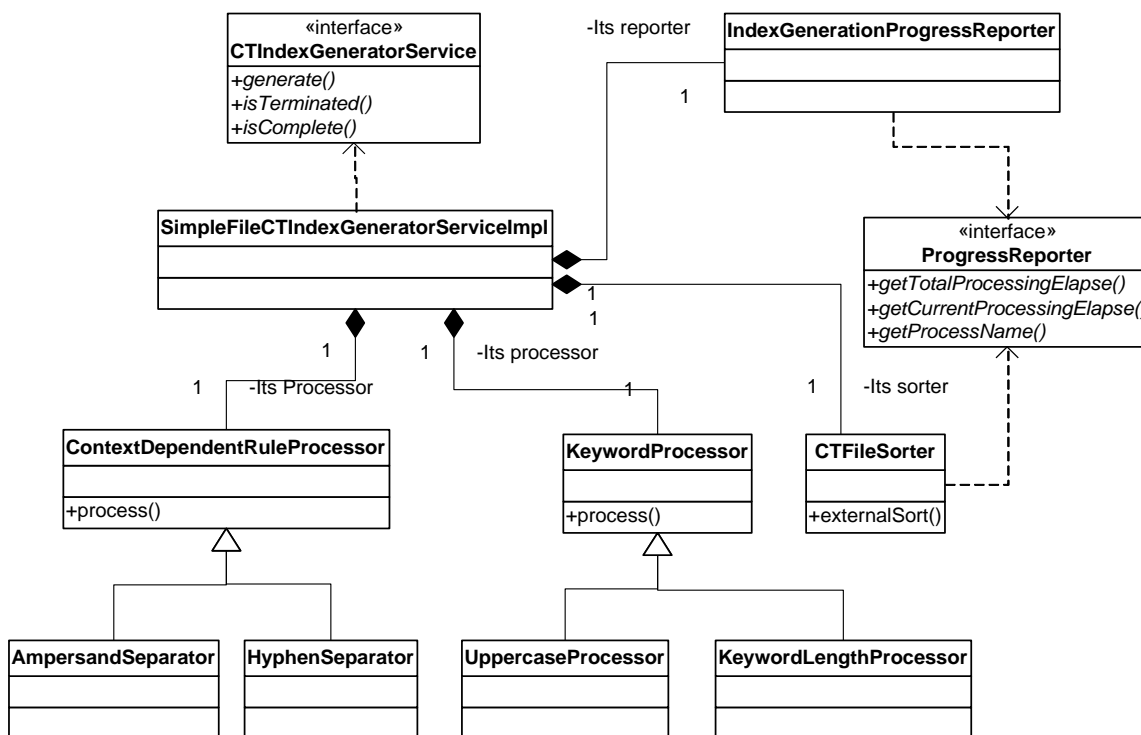 «interface»
CTIndexGeneratorService
+generate()
+isTerminated()
+isComplete()
-Its reporter
1
IndexGenerationProgressReporter
SimpleFileCTIndexGeneratorServiceImpl
«interface»
ProgressReporter
+getTotalProcessingElapse()
+getCurrentProcessingElapse()
+getProcessName()
1
1
1
1
-Its processor
1
-Its Processor
1
1
-Its sorter
ContextDependentRuleProcessor
+process()
KeywordProcessor
+process()
CTFileSorter
+externalSort()
AmpersandSeparator
HyphenSeparator
UppercaseProcessor
KeywordLengthProcessor